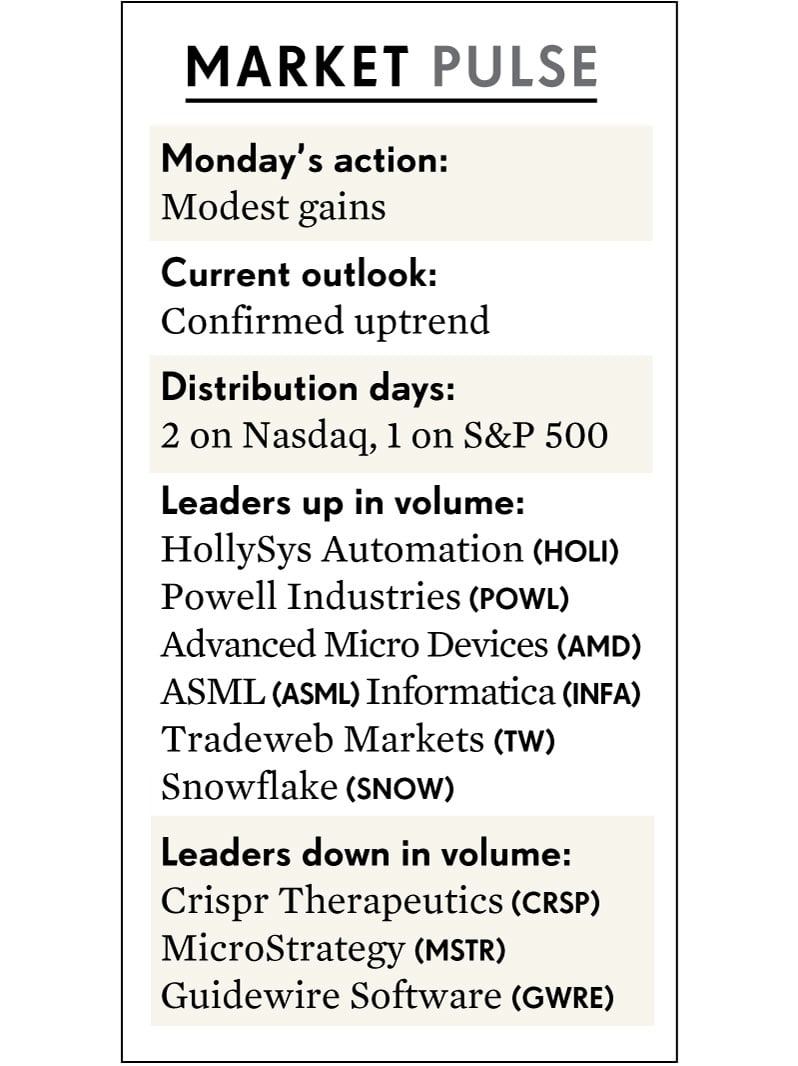 MARKET PULSE
Monday’s action:
Modest gains
Current outlook:
Confirmed uptrend
Distribution days:
2 on Nasdaq, 1 on S&P 500
Leaders up in volume:
HollySys Automation (HOLI)
Powell Industries (POWL)
Advanced Micro Devices (AMD)
ASML (ASML) Informatica (INFA)
Tradeweb Markets (TW)
Snowflake (SNOW)
Leaders down in volume:
Crispr Therapeutics (CRSP)
MicroStrategy (MSTR)
Guidewire Software (GWRE)